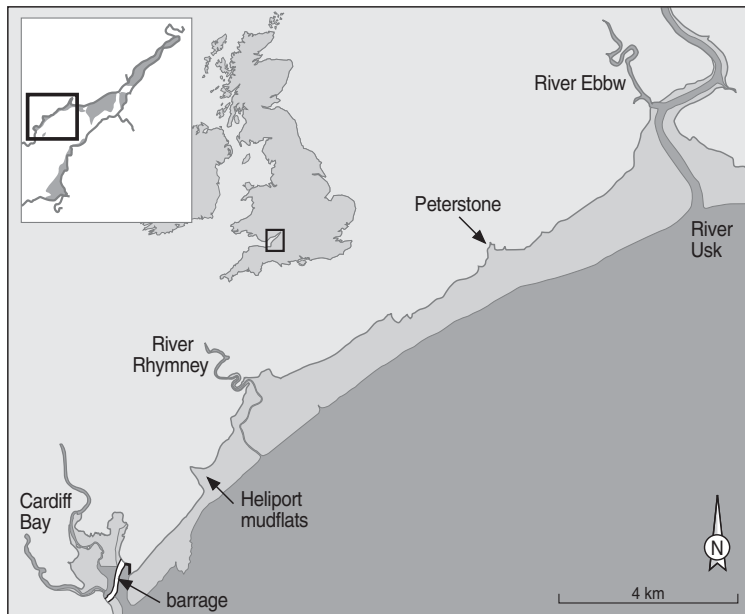 River Ebbw
Peterstone
River
Usk
River
Rhymney
Heliport
mudflats
Cardiff
Bay
barrage
N
4 km